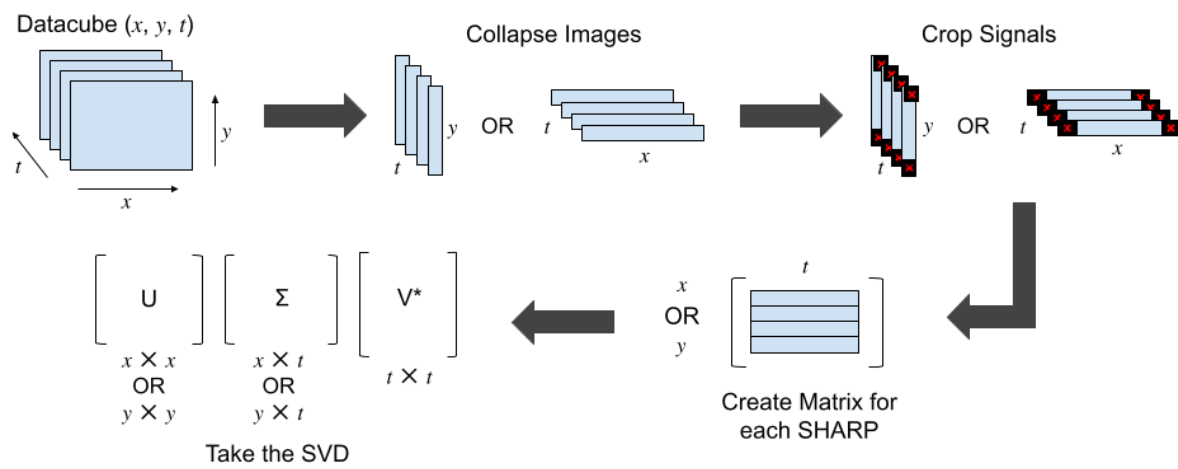 Datacube (x, y, t)
Collapse Images
Crop Signals
y
t
x
t
y
OR
t
x
t
y
OR
t
x
t
x
OR
y
Create Matrix for
each SHARP
U
Σ
V*
x × x
OR
y × y
x × t
OR
y × t
t × t
Take the SVD